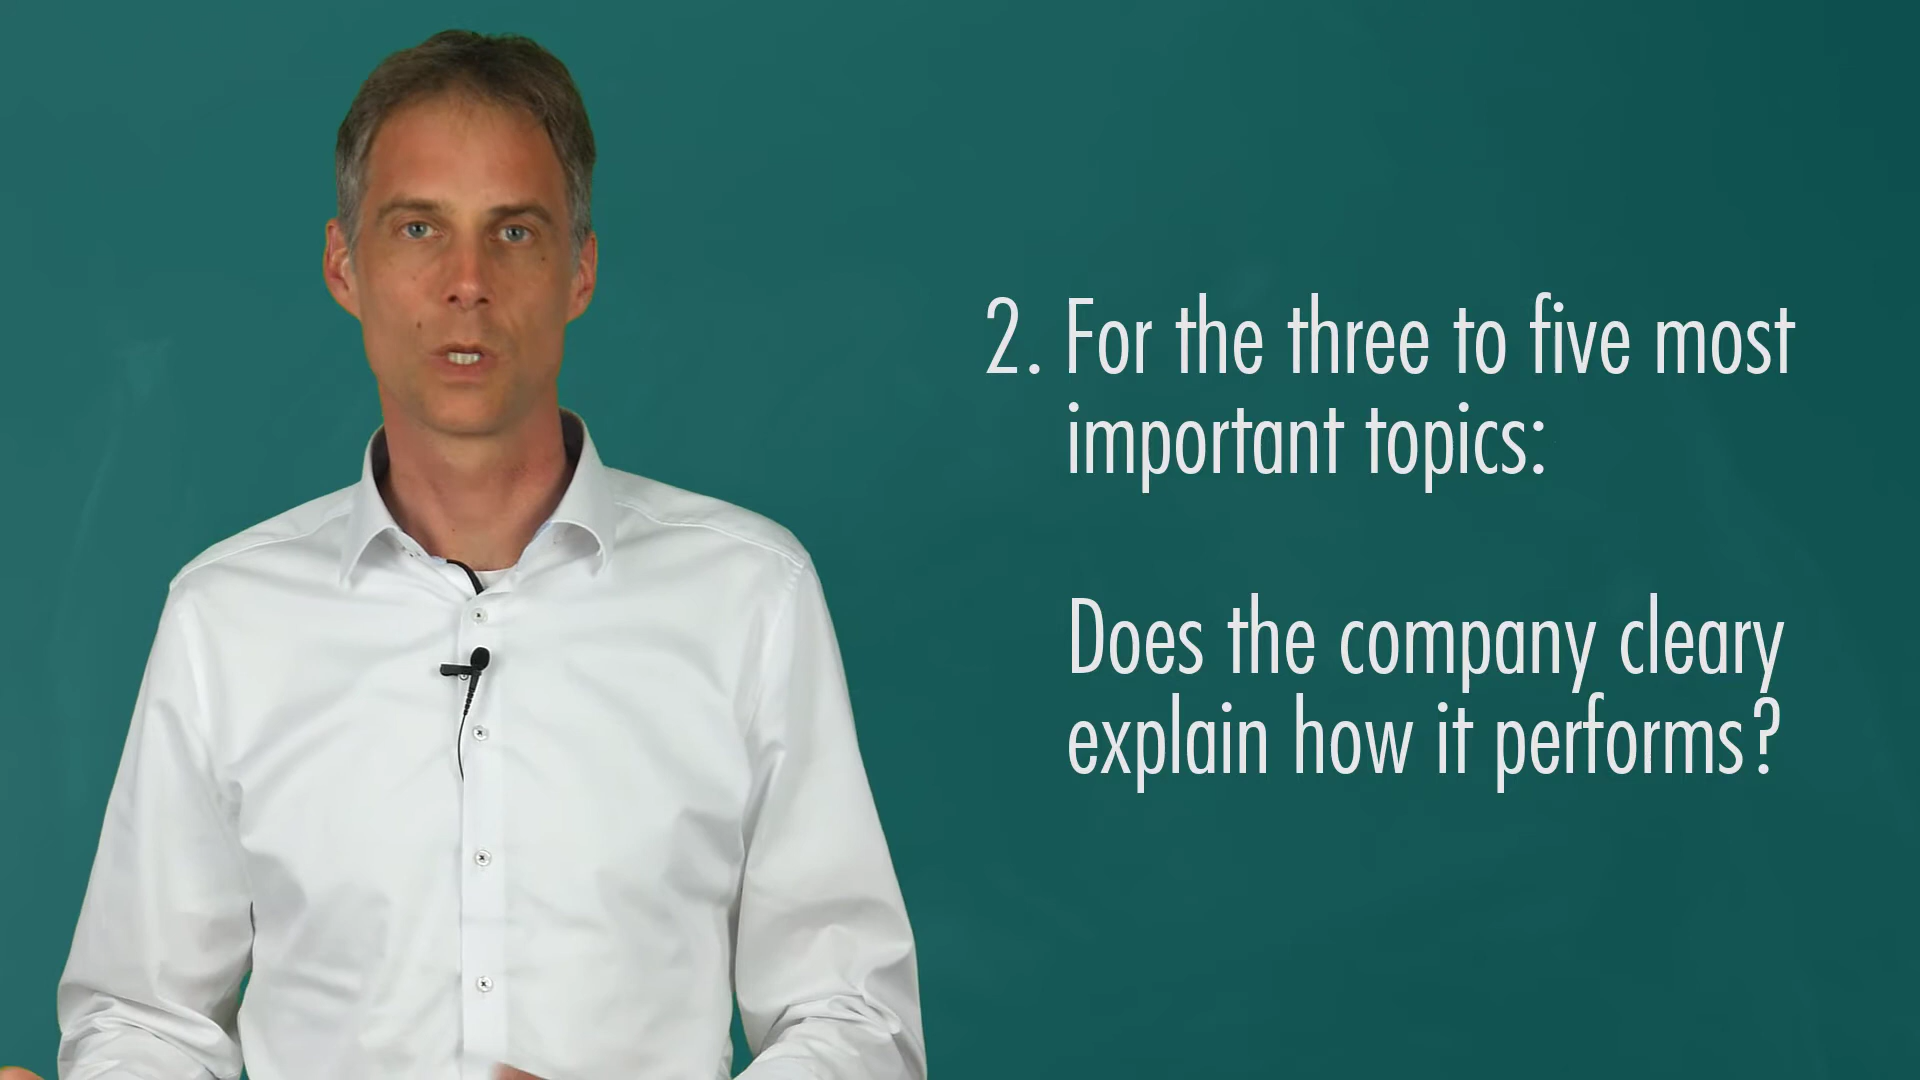 2. For the three to five most
important topics:
Does the company cleary
explain how it performs?